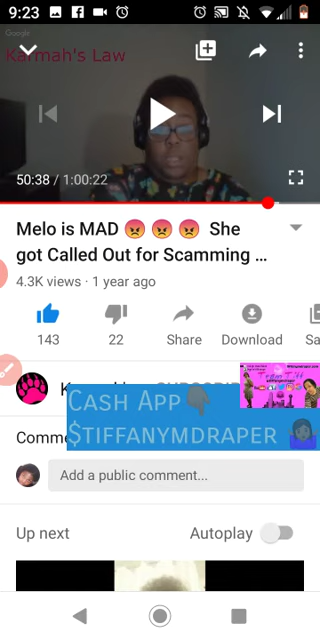 9:23
Google
Karmah's Law
50:38 / 1:00:22
Melo is MAD 😡 😡 😡 She
got Called Out for Scamming ...
4.3K views · 1 year ago
143
22
Share
Download
Cash App👇🏿
$tiffanymdraper 🤷🏿‍♀️
Add a public comment...
Up next
Autoplay